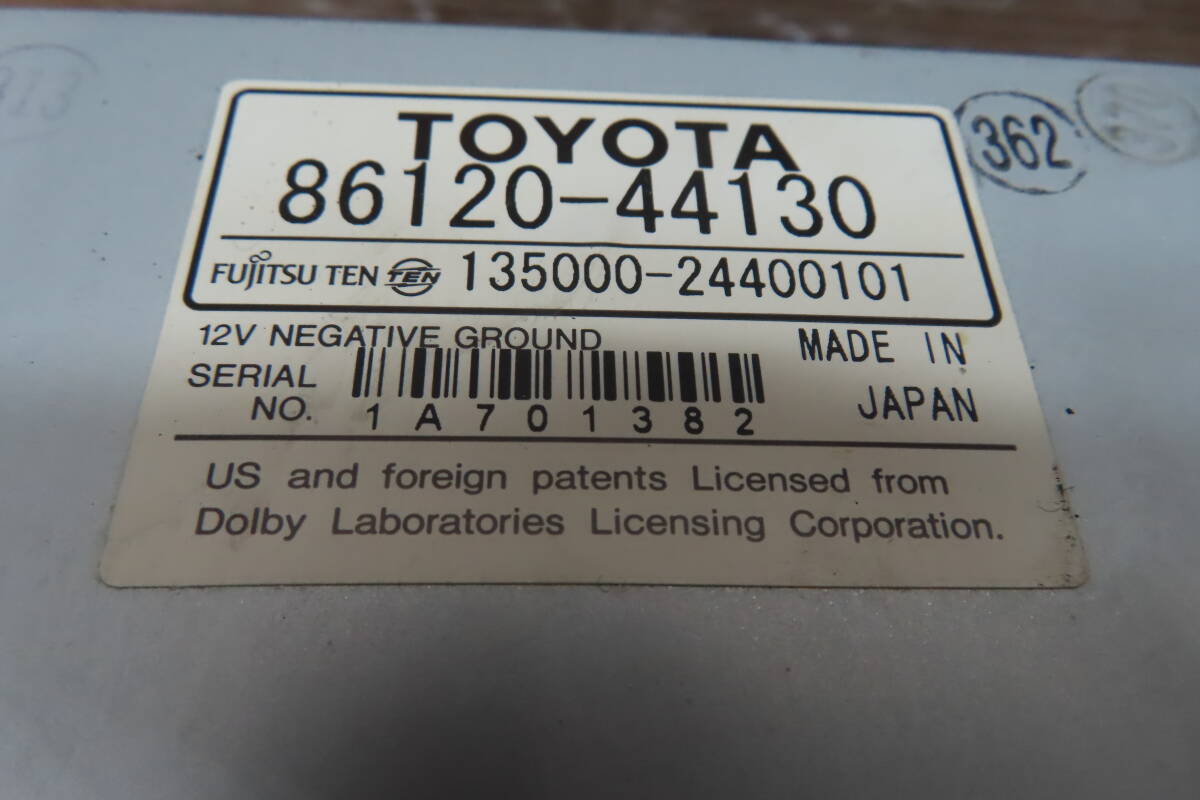 TOYOTA
86120-44130
FUJITSU TEN TEN 135000-24400101
12V NEGATIVE GROUND
MADE IN
JAPAN
SERIAL
NO.
1A701382
US and foreign patents Licensed from
Dolby Laboratories Licensing Corporation.
362